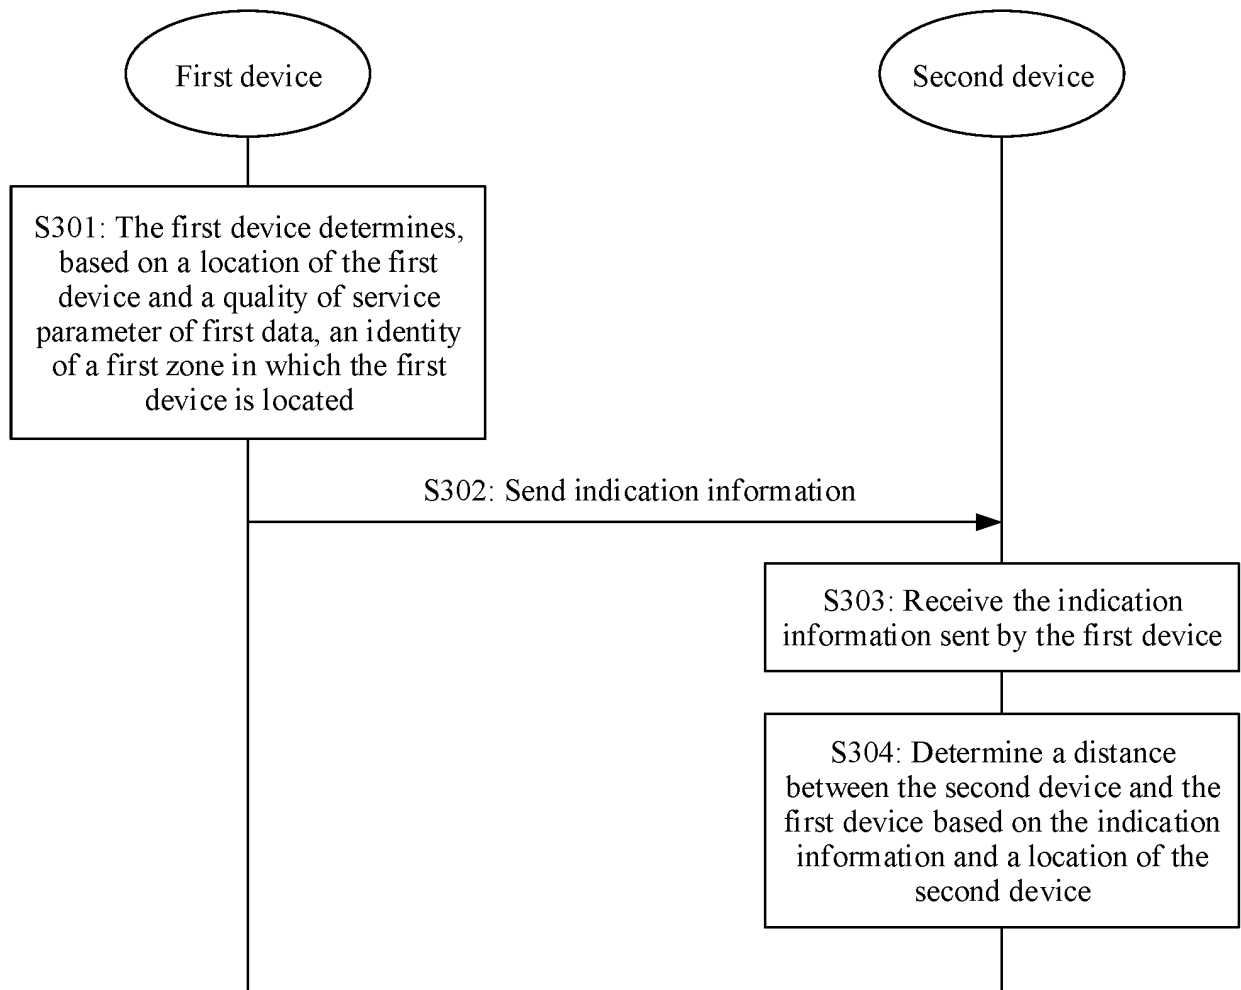 First device
Second device
S301: The first device determines,
based on a location of the first
device and a quality of service
parameter of first data, an identity
of a first zone in which the first
device is located
S302: Send indication information
S303: Receive the indication
information sent by the first device
S304: Determine a distance
between the second device and the
first device based on the indication
information and a location of the
second device